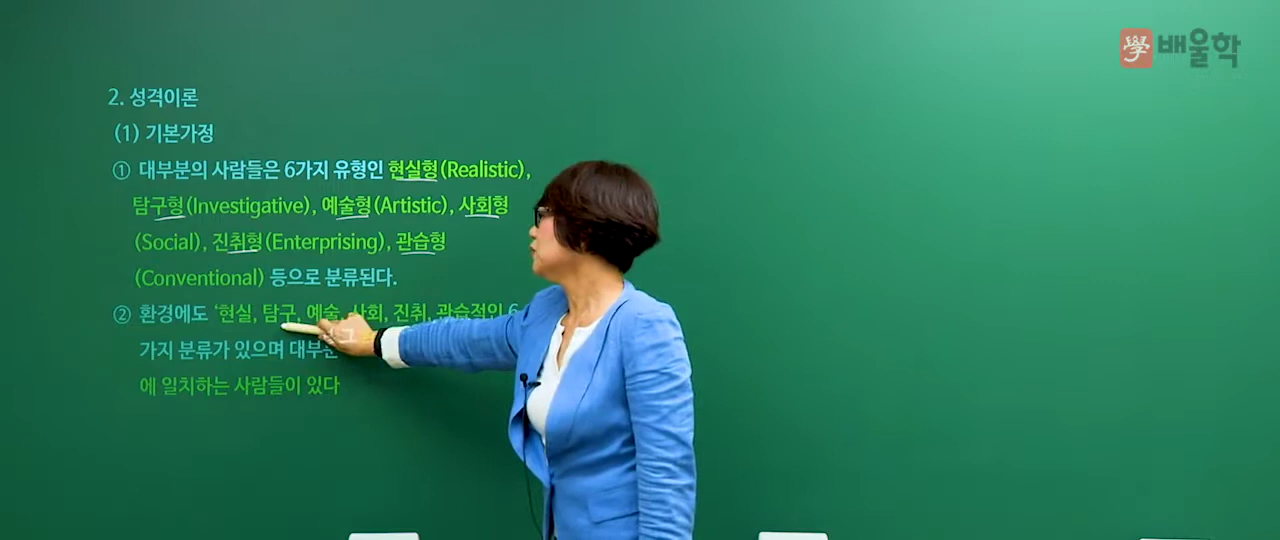 學 배울학
2. 성격이론
(1) 기본가정
① 대부분의 사람들은 6가지 유형인 현실형(Realistic),
탐구형(Investigative), 예술형(Artistic), 사회형
(Social), 진취형(Enterprising), 관습형
(Conventional) 등으로 분류된다.
② 환경에도 ‘현실, 탐구, 예술, 사회, 진취, 관습적인 6
가지 분류가 있으며 대부분
에 일치하는 사람들이 있다